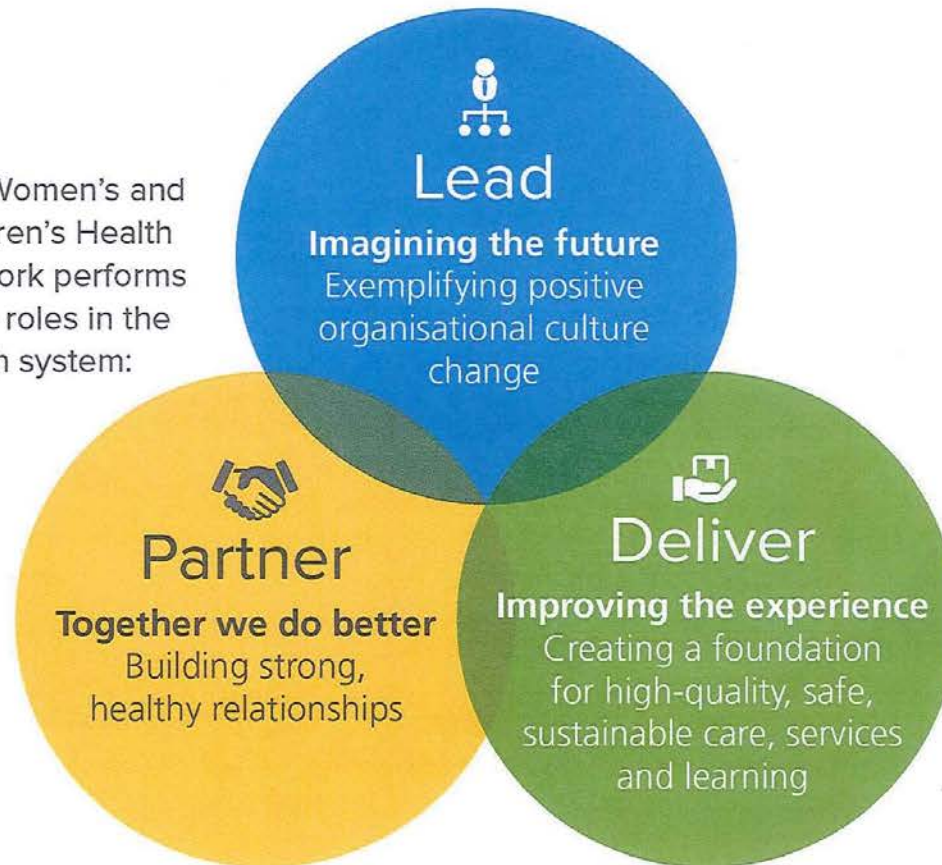 Women's and
ren's Health
ork performs
roles in the
system:
Lead
Imagining the future
Exemplifying positive
organisational culture
change
Partner
Together we do better
Building strong,
healthy relationships
Deliver
Improving the experience
Creating a foundation
for high-quality, safe,
sustainable care, services
and learning